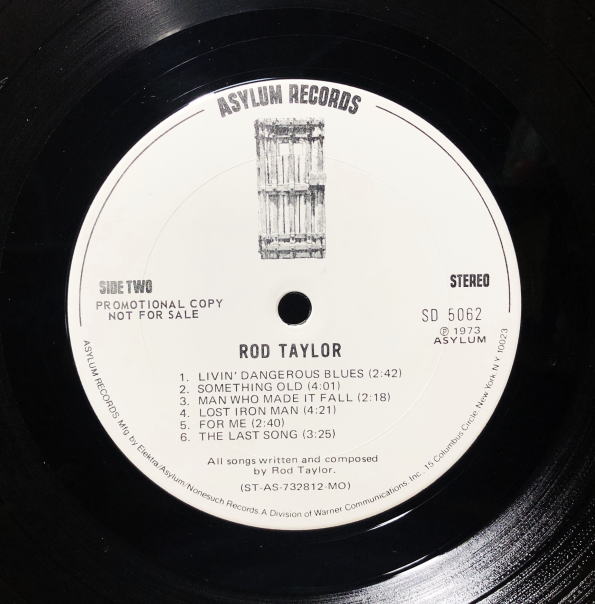 ASYLUM RECORDS
SIDE TWO
STEREO
PROMOTIONAL COPY
NOT FOR SALE
SD 5062
℗ 1973
ASYLUM
ROD TAYLOR
1. LIVIN' DANGEROUS BLUES (2:42)
2. SOMETHING OLD (4:01)
3. MAN WHO MADE IT FALL (2:18)
4. LOST IRON MAN (4:21)
5. FOR ME (2:40)
6. THE LAST SONG (3:25)
All songs written and composed
by Rod Taylor.
(ST-AS-732812-MO)
ASYLUM RECORDS Mfg. by Elektra/Asylum/Nonesuch Records. A Division of Warner Communications, Inc. 15 Columbus Circle, New York N Y 10023